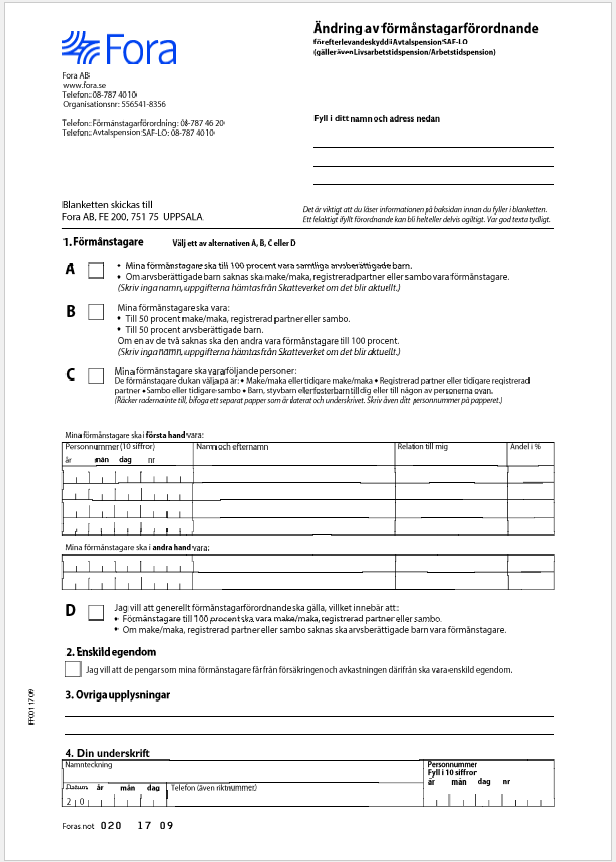 Ändring av förmånstagarförordnande
för efterlevandeskydd i Avtalspension SAF-LO
(gäller även Livsarbetstidspension/Arbetstidspension)
Fora
Fora AB
www.fora.se
Telefon: 08-787 4010
Organisationsnr: 556541-8356
Telefon: Förmånstagarförordning: 08-787 46 20
Telefon: Avtalspension SAF-LO: 08-787 4010
Fyll i ditt namn och adress nedan
Blanketten skickas till
Fora AB, FE 200, 751 75 UPPSALA
Det är viktigt att du läser informationen på baksidan innan du fyller i blanketten.
Ett felaktigt ifyllt förordnande kan bli helt eller delvis ogiltigt. Var god texta tydligt.
1. Förmånstagare Välj ett av alternativen A, B, C eller D
A
• Mina förmånstagare ska till 100 procent vara samtliga arvsberättigade barn.
• Om arvsberättigade barn saknas ska make/maka, registrerad partner eller sambo vara förmånstagare.
(Skriv inga namn, uppgifterna hämtas från Skatteverket om det blir aktuellt.)
B
Mina förmånstagare ska vara:
• Till 50 procent make/maka, registrerad partner eller sambo.
• Till 50 procent arvsberättigade barn.
Om en av de två saknas ska den andra vara förmånstagare till 100 procent.
(Skriv inga namn, uppgifterna hämtas från Skatteverket om det blir aktuellt.)
C
Mina förmånstagare ska vara följande personer:
De förmånstagare du kan välja på är: • Make/maka eller tidigare make/maka • Registrerad partner eller tidigare registrerad
partner • Sambo eller tidigare sambo • Barn, styvbarn eller fosterbarn till dig eller till någon av personerna ovan.
(Räcker raderna inte till, bifoga ett separat papper som är daterat och underskrivet. Skriv även ditt personnummer på papperet.)
Mina förmånstagare ska i första hand vara:
Personnummer (10 siffror) Namn och efternamn Relation till mig Andel i %
år mån dag nr
Mina förmånstagare ska i andra hand vara:
D
Jag vill att generellt förmånstagarförordnande ska gälla, villket innebär att:
• Förmånstagare till 100 procent ska vara make/maka, registrerad partner eller sambo.
• Om make/maka, registrerad partner eller sambo saknas ska arvsberättigade barn vara förmånstagare.
2. Enskild egendom
Jag vill att de pengar som mina förmånstagare får från försäkringen och avkastningen därifrån ska vara enskild egendom.
3. Ovriga upplysningar
4. Din underskrift
Namnteckning
Personnummer
Fyll i 10 siffror
år mån dag nr
Datum år mån dag Telefon (även riktnummer)
2 0
Foras not 020 17 09